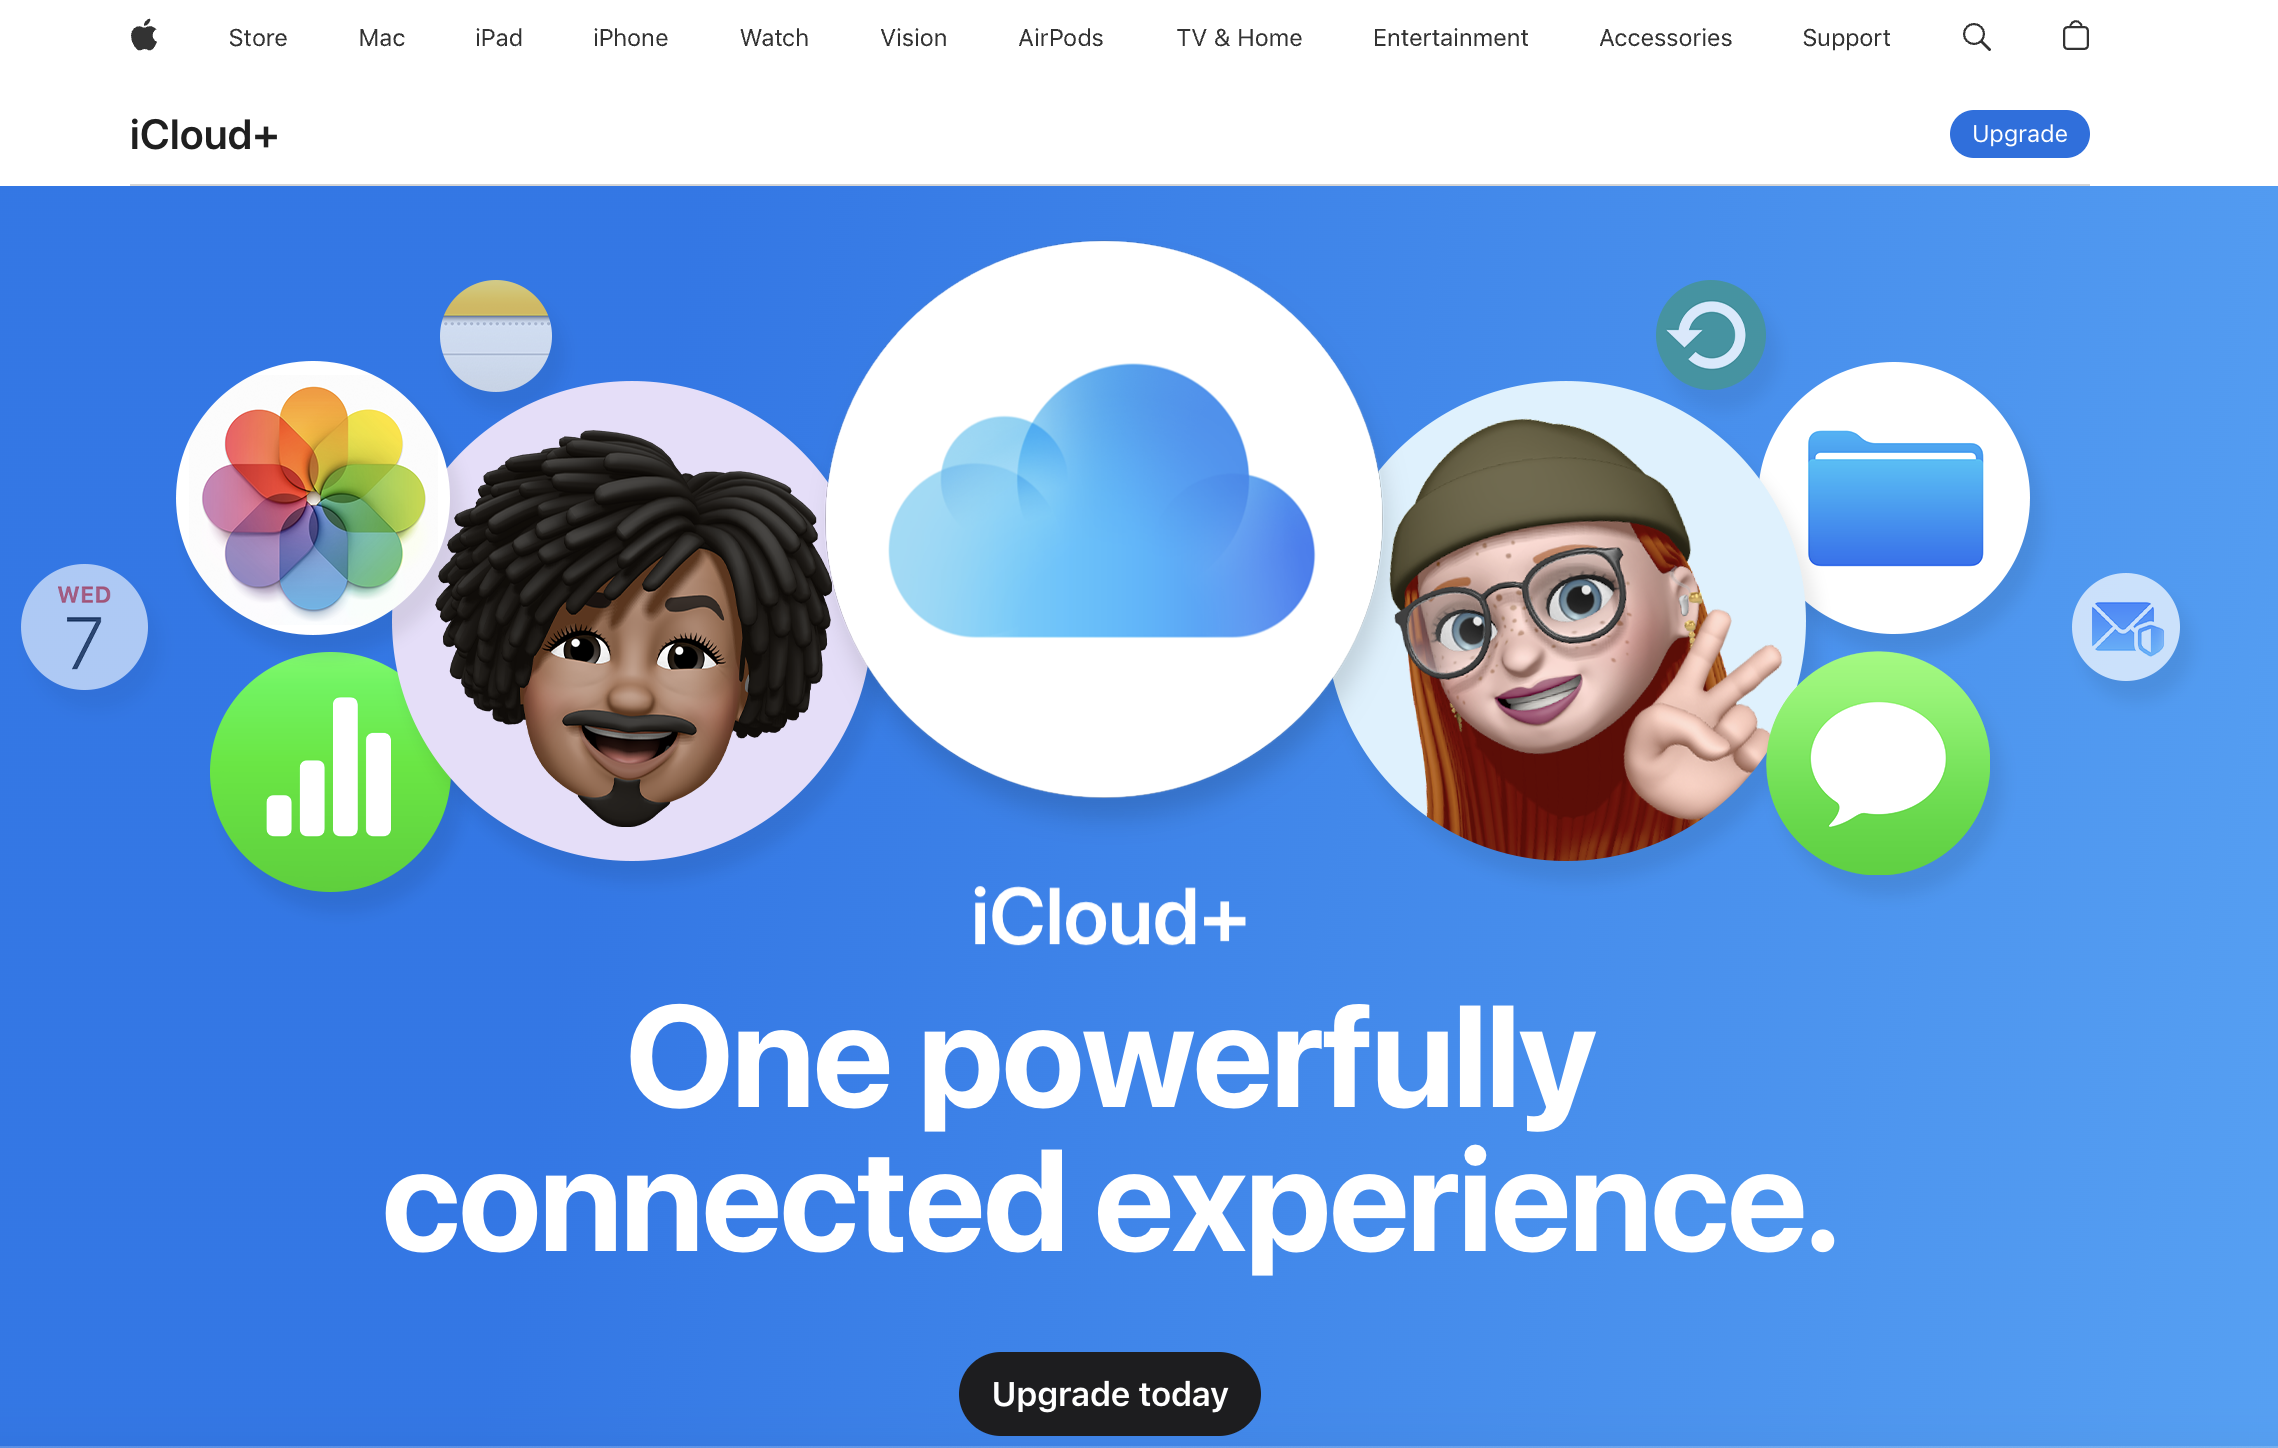 Store Mac iPad iPhone Watch Vision AirPods TV & Home Entertainment Accessories Support
iCloud+
Upgrade
WED
7
iCloud+
One powerfully
connected experience.
Upgrade today